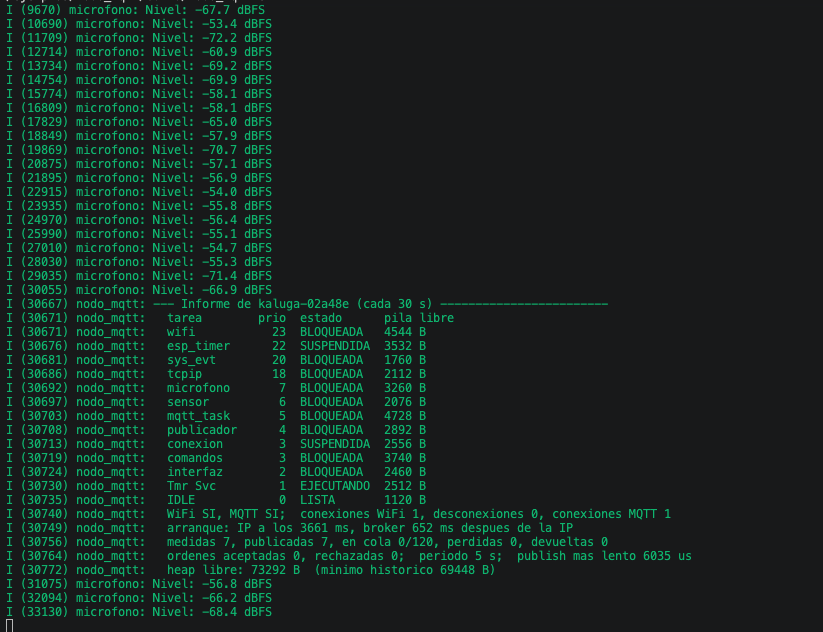 I (9670) microfono: Nivel: -67.7 dBFS
I (10690) microfono: Nivel: -53.4 dBFS
I (11709) microfono: Nivel: -72.2 dBFS
I (12714) microfono: Nivel: -60.9 dBFS
I (13734) microfono: Nivel: -69.2 dBFS
I (14754) microfono: Nivel: -69.9 dBFS
I (15774) microfono: Nivel: -58.1 dBFS
I (16809) microfono: Nivel: -58.1 dBFS
I (17829) microfono: Nivel: -65.0 dBFS
I (18849) microfono: Nivel: -57.9 dBFS
I (19869) microfono: Nivel: -70.7 dBFS
I (20875) microfono: Nivel: -57.1 dBFS
I (21895) microfono: Nivel: -56.9 dBFS
I (22915) microfono: Nivel: -54.0 dBFS
I (23935) microfono: Nivel: -55.8 dBFS
I (24970) microfono: Nivel: -56.4 dBFS
I (25990) microfono: Nivel: -55.1 dBFS
I (27010) microfono: Nivel: -54.7 dBFS
I (28030) microfono: Nivel: -55.3 dBFS
I (29035) microfono: Nivel: -71.4 dBFS
I (30055) microfono: Nivel: -66.9 dBFS
I (30667) nodo_mqtt: --- Informe de kaluga-02a48e (cada 30 s) ------------------------
I (30671) nodo_mqtt:   tarea        prio  estado      pila libre
I (30671) nodo_mqtt:   wifi           23  BLOQUEADA   4544 B
I (30676) nodo_mqtt:   esp_timer      22  SUSPENDIDA  3532 B
I (30681) nodo_mqtt:   sys_evt        20  BLOQUEADA   1760 B
I (30686) nodo_mqtt:   tcpip          18  BLOQUEADA   2112 B
I (30692) nodo_mqtt:   microfono       7  BLOQUEADA   3260 B
I (30697) nodo_mqtt:   sensor          6  BLOQUEADA   2076 B
I (30703) nodo_mqtt:   mqtt_task       5  BLOQUEADA   4728 B
I (30708) nodo_mqtt:   publicador      4  BLOQUEADA   2892 B
I (30713) nodo_mqtt:   conexion        3  SUSPENDIDA  2556 B
I (30719) nodo_mqtt:   comandos        3  BLOQUEADA   3740 B
I (30724) nodo_mqtt:   interfaz        2  BLOQUEADA   2460 B
I (30730) nodo_mqtt:   Tmr Svc         1  EJECUTANDO  2512 B
I (30735) nodo_mqtt:   IDLE            0  LISTA       1120 B
I (30740) nodo_mqtt:   WiFi SI, MQTT SI;  conexiones WiFi 1, desconexiones 0, conexiones MQTT 1
I (30749) nodo_mqtt:   arranque: IP a los 3661 ms, broker 652 ms despues de la IP
I (30756) nodo_mqtt:   medidas 7, publicadas 7, en cola 0/120, perdidas 0, devueltas 0
I (30764) nodo_mqtt:   ordenes aceptadas 0, rechazadas 0;  periodo 5 s;  publish mas lento 6035 us
I (30772) nodo_mqtt:   heap libre: 73292 B  (minimo historico 69448 B)
I (31075) microfono: Nivel: -56.8 dBFS
I (32094) microfono: Nivel: -66.2 dBFS
I (33130) microfono: Nivel: -68.4 dBFS